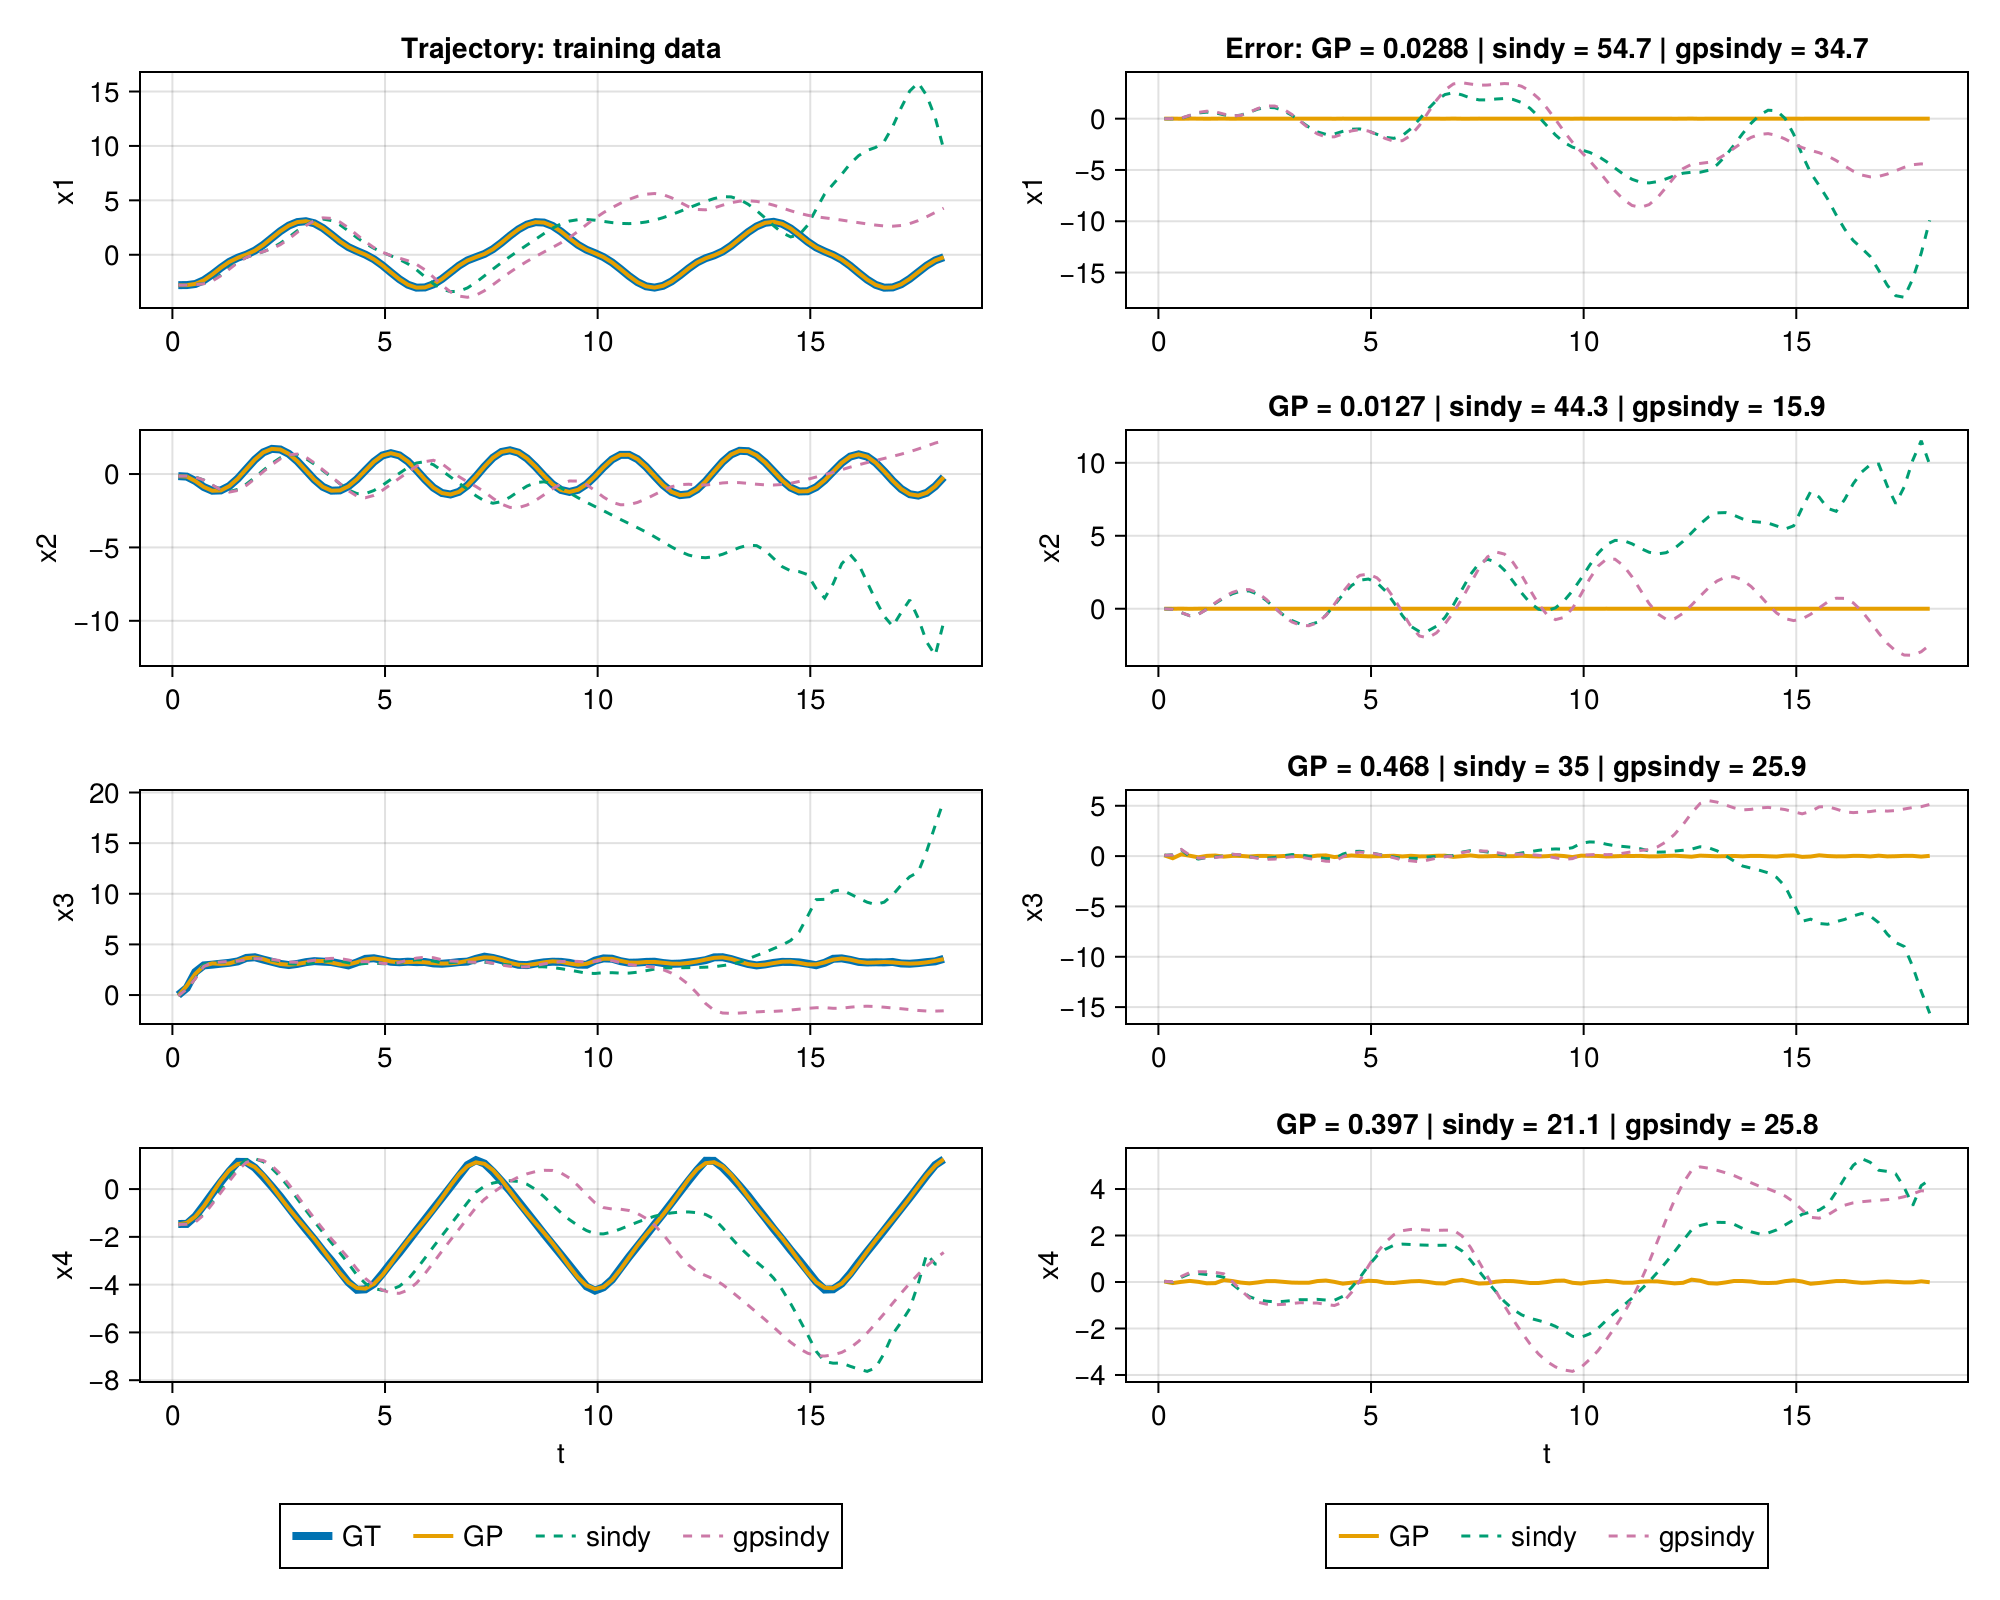 Trajectory: training data
x1
15
10
5
0
0 5 10 15
Error: GP = 0.0288 | sindy = 54.7 | gpsindy = 34.7
x1
0
−5
−10
−15
0 5 10 15
x2
0
−5
−10
0 5 10 15
GP = 0.0127 | sindy = 44.3 | gpsindy = 15.9
x2
10
5
0
0 5 10 15
x3
20
15
10
5
0
0 5 10 15
GP = 0.468 | sindy = 35 | gpsindy = 25.9
x3
5
0
−5
−10
−15
0 5 10 15
x4
0
−2
−4
−6
−8
0 5 10 15
t
GP = 0.397 | sindy = 21.1 | gpsindy = 25.8
x4
4
2
0
−2
−4
0 5 10 15
t
GT GP sindy gpsindy
GP sindy gpsindy